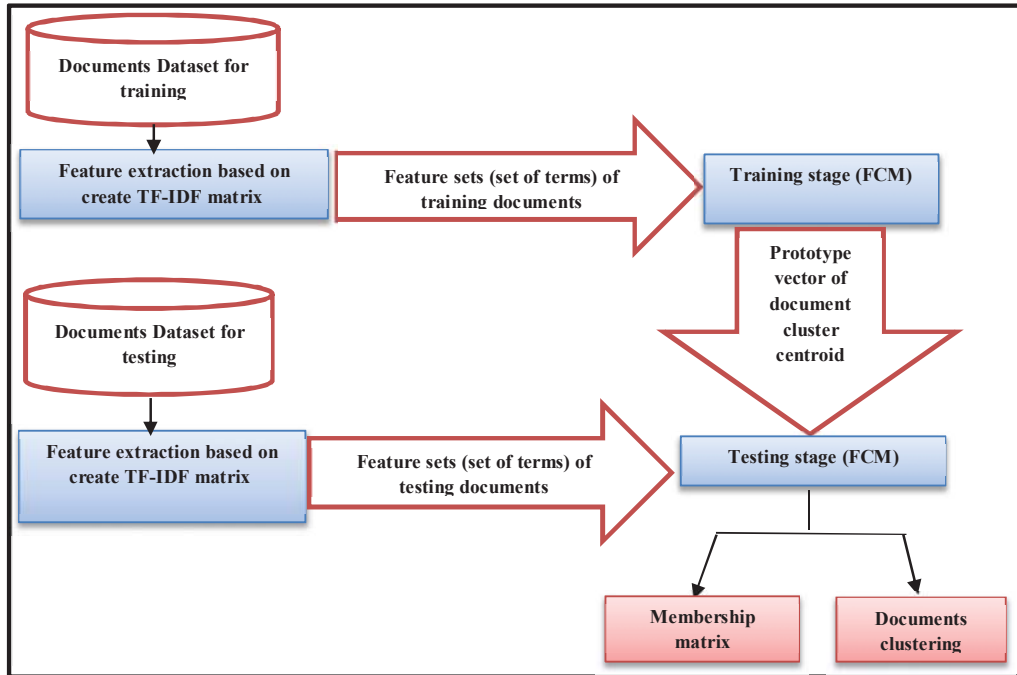 Documents Dataset for
training
Feature extraction based on
create TF-IDF matrix
Feature sets (set of terms) of
training documents
Training stage (FCM)
Prototype
vector of
document
cluster
centroid
Documents Dataset for
testing
Feature extraction based on
create TF-IDF matrix
Feature sets (set of terms) of
testing documents
Testing stage (FCM)
Membership
matrix
Documents
clustering